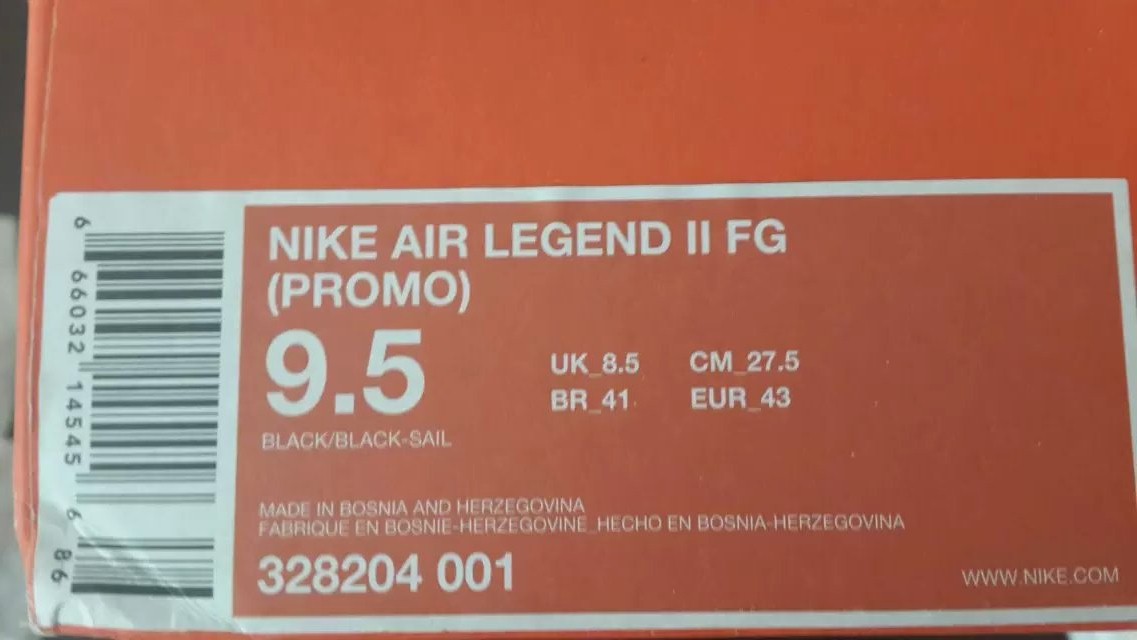 NIKE AIR LEGEND II FG
(PROMO)
9.5
UK_8.5 CM_27.5
BR_41 EUR_43
BLACK/BLACK-SAIL
MADE IN BOSNIA AND HERZEGOVINA
FABRIQUE EN BOSNIE-HERZEGOVINE_HECHO EN BOSNIA-HERZEGOVINA
328204 001
WWW.NIKE.COM
6 66032 14545 6 86